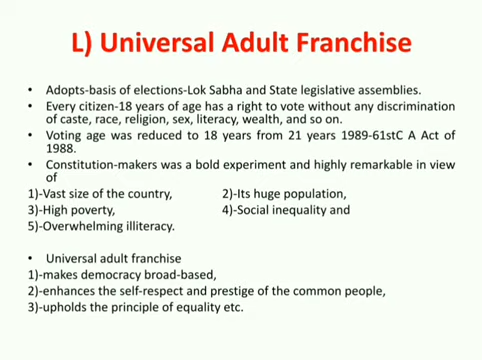 L) Universal Adult Franchise
• Adopts-basis of elections-Lok Sabha and State legislative assemblies.
• Every citizen-18 years of age has a right to vote without any discrimination
of caste, race, religion, sex, literacy, wealth, and so on.
• Voting age was reduced to 18 years from 21 years 1989-61stC A Act of
1988.
• Constitution-makers was a bold experiment and highly remarkable in view
of
1)-Vast size of the country, 2)-Its huge population,
3)-High poverty, 4)-Social inequality and
5)-Overwhelming illiteracy.
• Universal adult franchise
1)-makes democracy broad-based,
2)-enhances the self-respect and prestige of the common people,
3)-upholds the principle of equality etc.